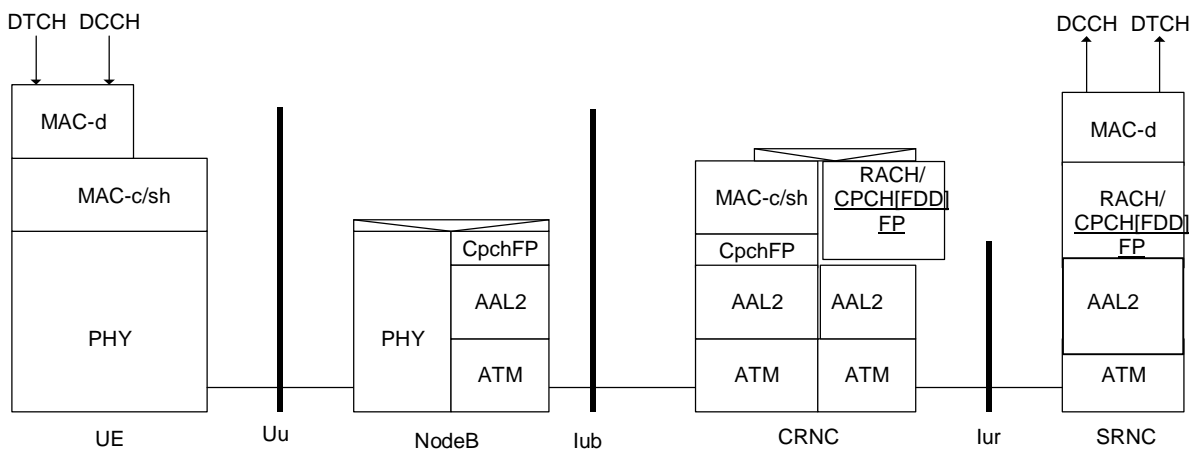 DTCH DCCH
MAC-d
MAC-c/sh
PHY
UE
Uu
CpchFP
PHY
AAL2
ATM
NodeB
Iub
MAC-c/sh
RACH/
CPCH[FDD]
FP
CpchFP
AAL2
AAL2
ATM
ATM
CRNC
Iur
DCCH DTCH
MAC-d
RACH/
CPCH[FDD]
FP
AAL2
ATM
SRNC